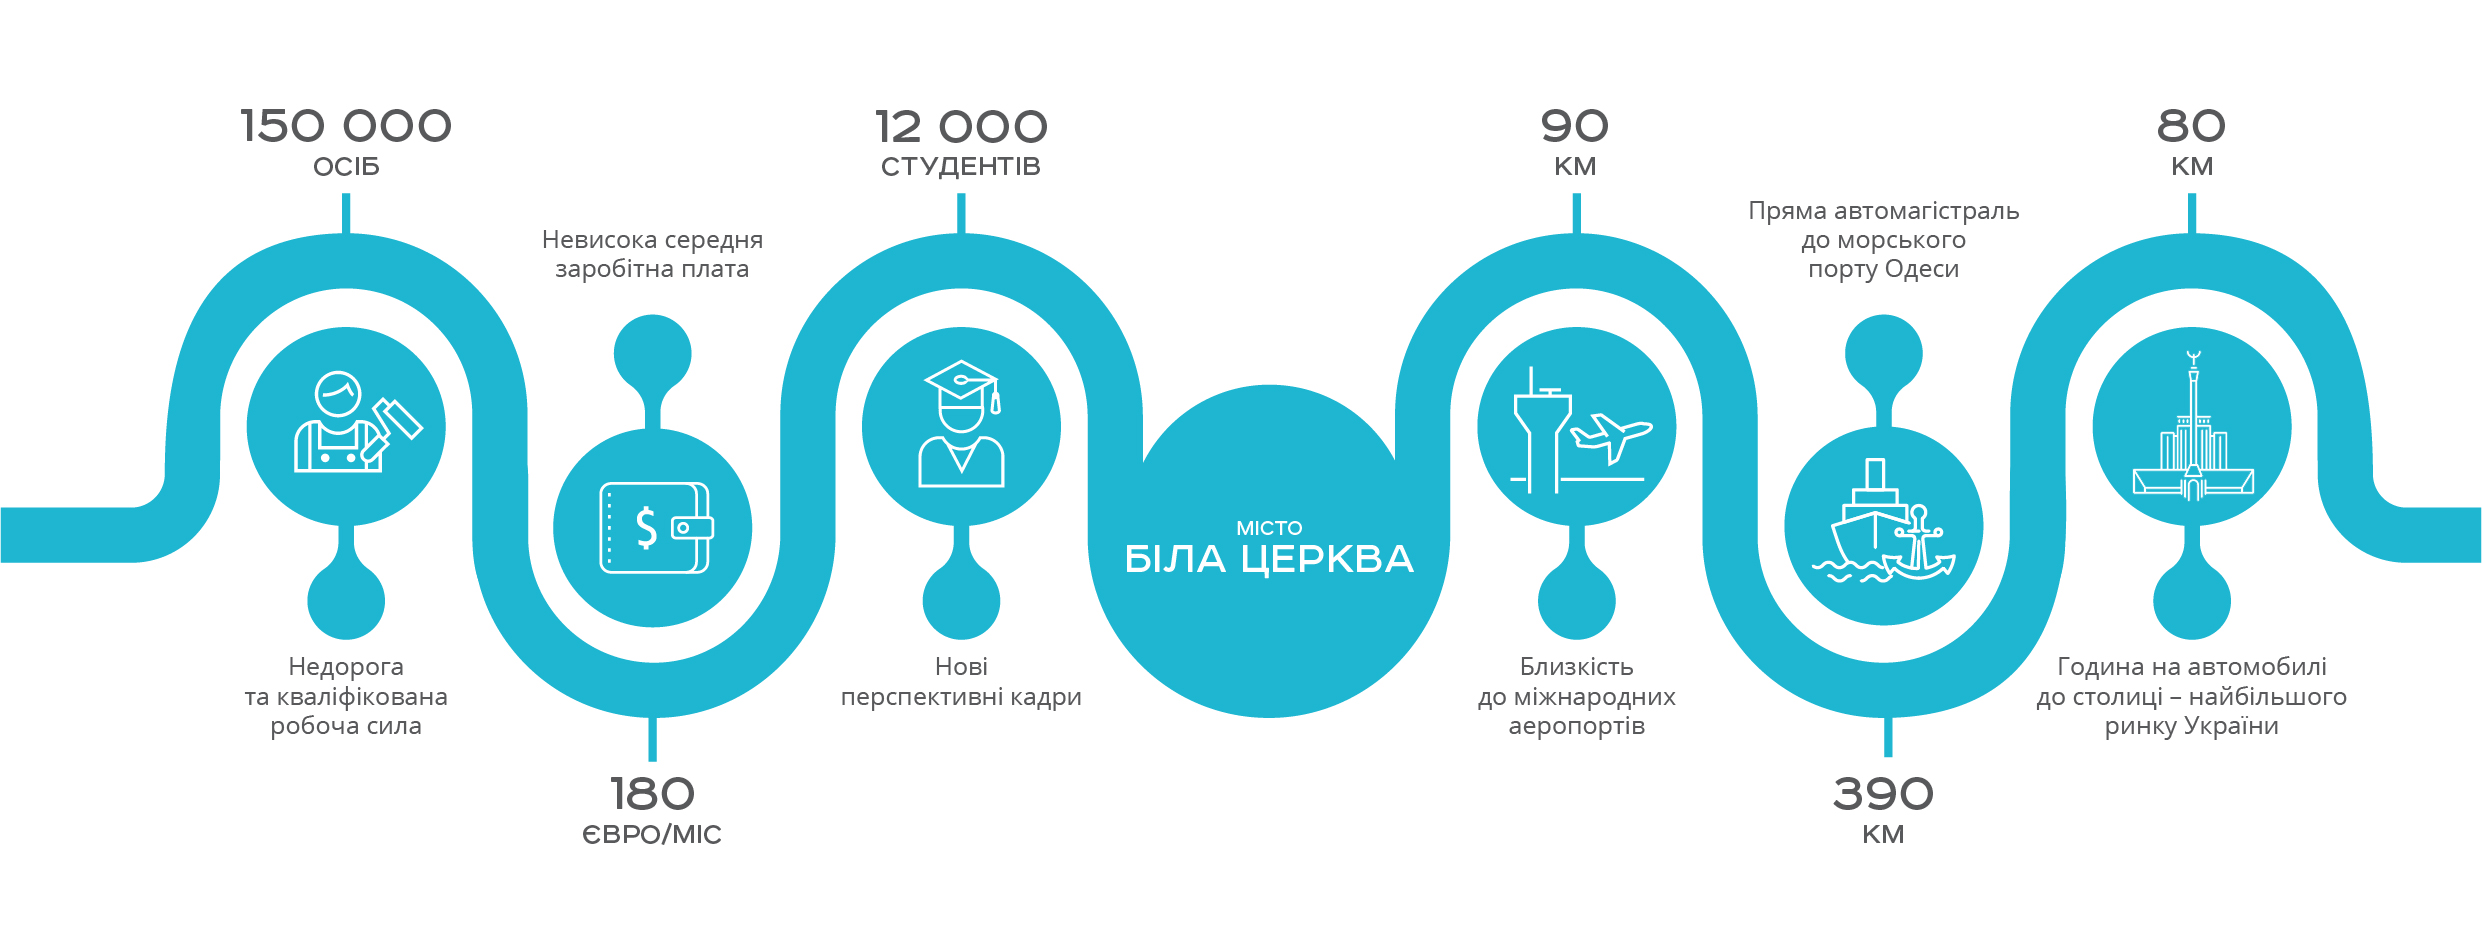 150 000
ОСІБ
Недорога
та кваліфікована
робоча сила
Невисока середня
заробітна плата
$
180
ЄВРО/МІС
12 000
СТУДЕНТІВ
Нові
перспективні кадри
МІСТО
БІЛА ЦЕРКВА
90
КМ
Близкість
до міжнародних
аеропортів
Пряма автомагістраль
до морського
порту Одеси
390
КМ
80
КМ
Година на автомобилі
до столиці – найбільшого
ринку України